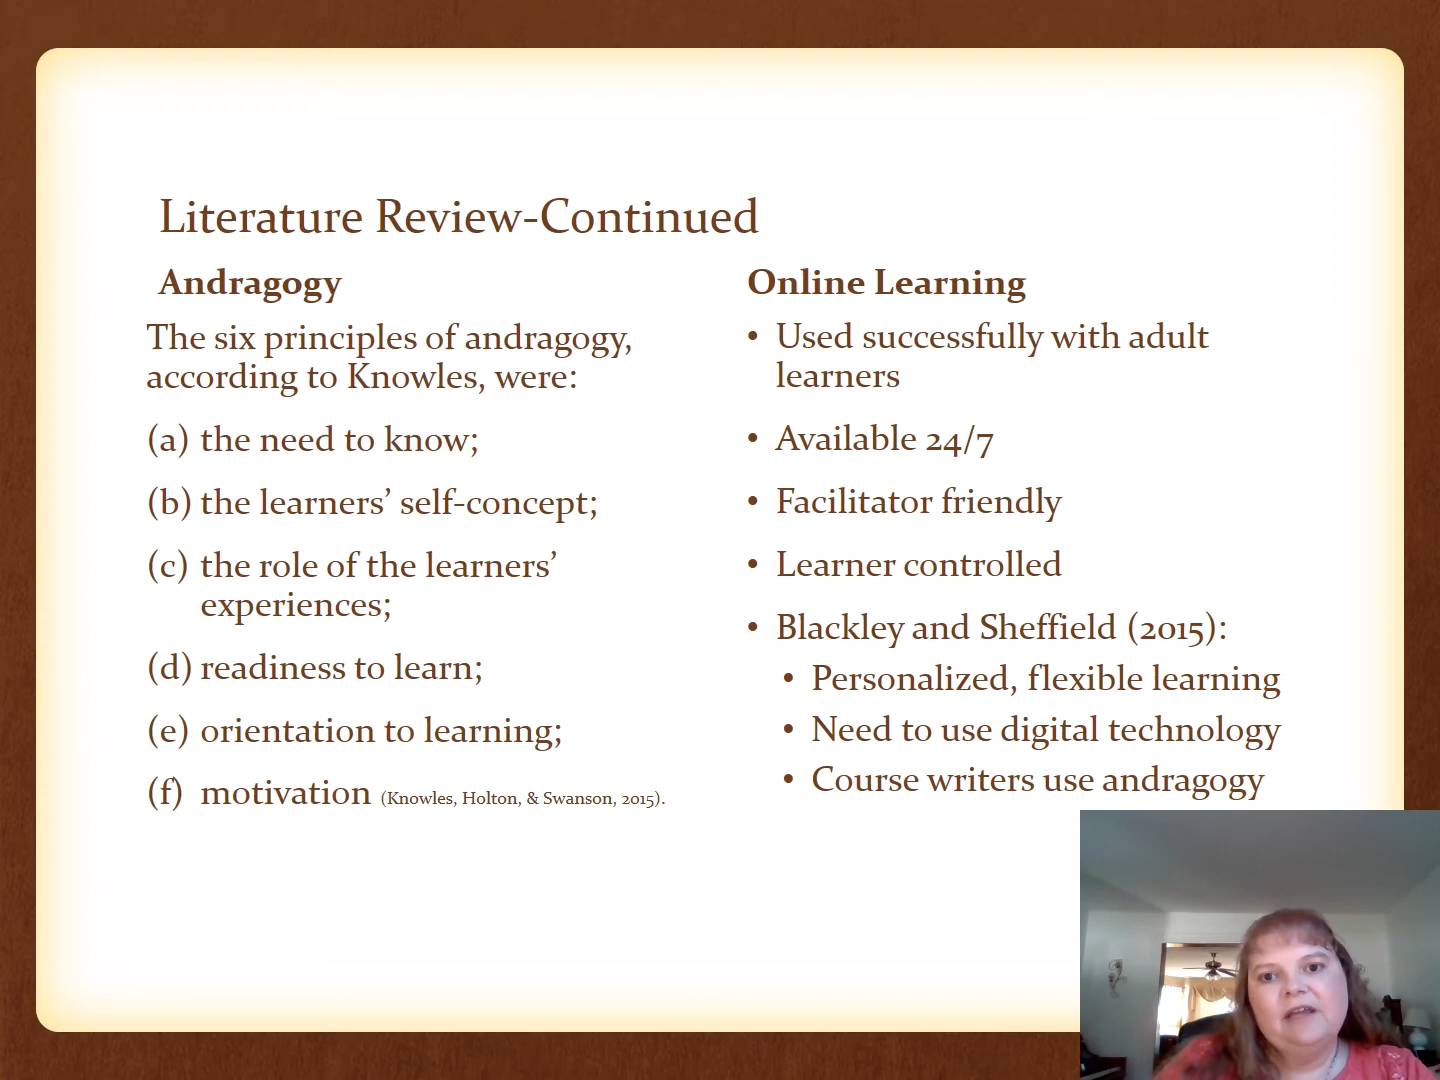 Literature Review-Continued
Andragogy
The six principles of andragogy,
according to Knowles, were:
(a) the need to know;
(b) the learners’ self-concept;
(c) the role of the learners’
experiences;
(d) readiness to learn;
(e) orientation to learning;
(f) motivation (Knowles, Holton, & Swanson, 2015).
Online Learning
• Used successfully with adult
learners
• Available 24/7
• Facilitator friendly
• Learner controlled
• Blackley and Sheffield (2015):
• Personalized, flexible learning
• Need to use digital technology
• Course writers use andragogy